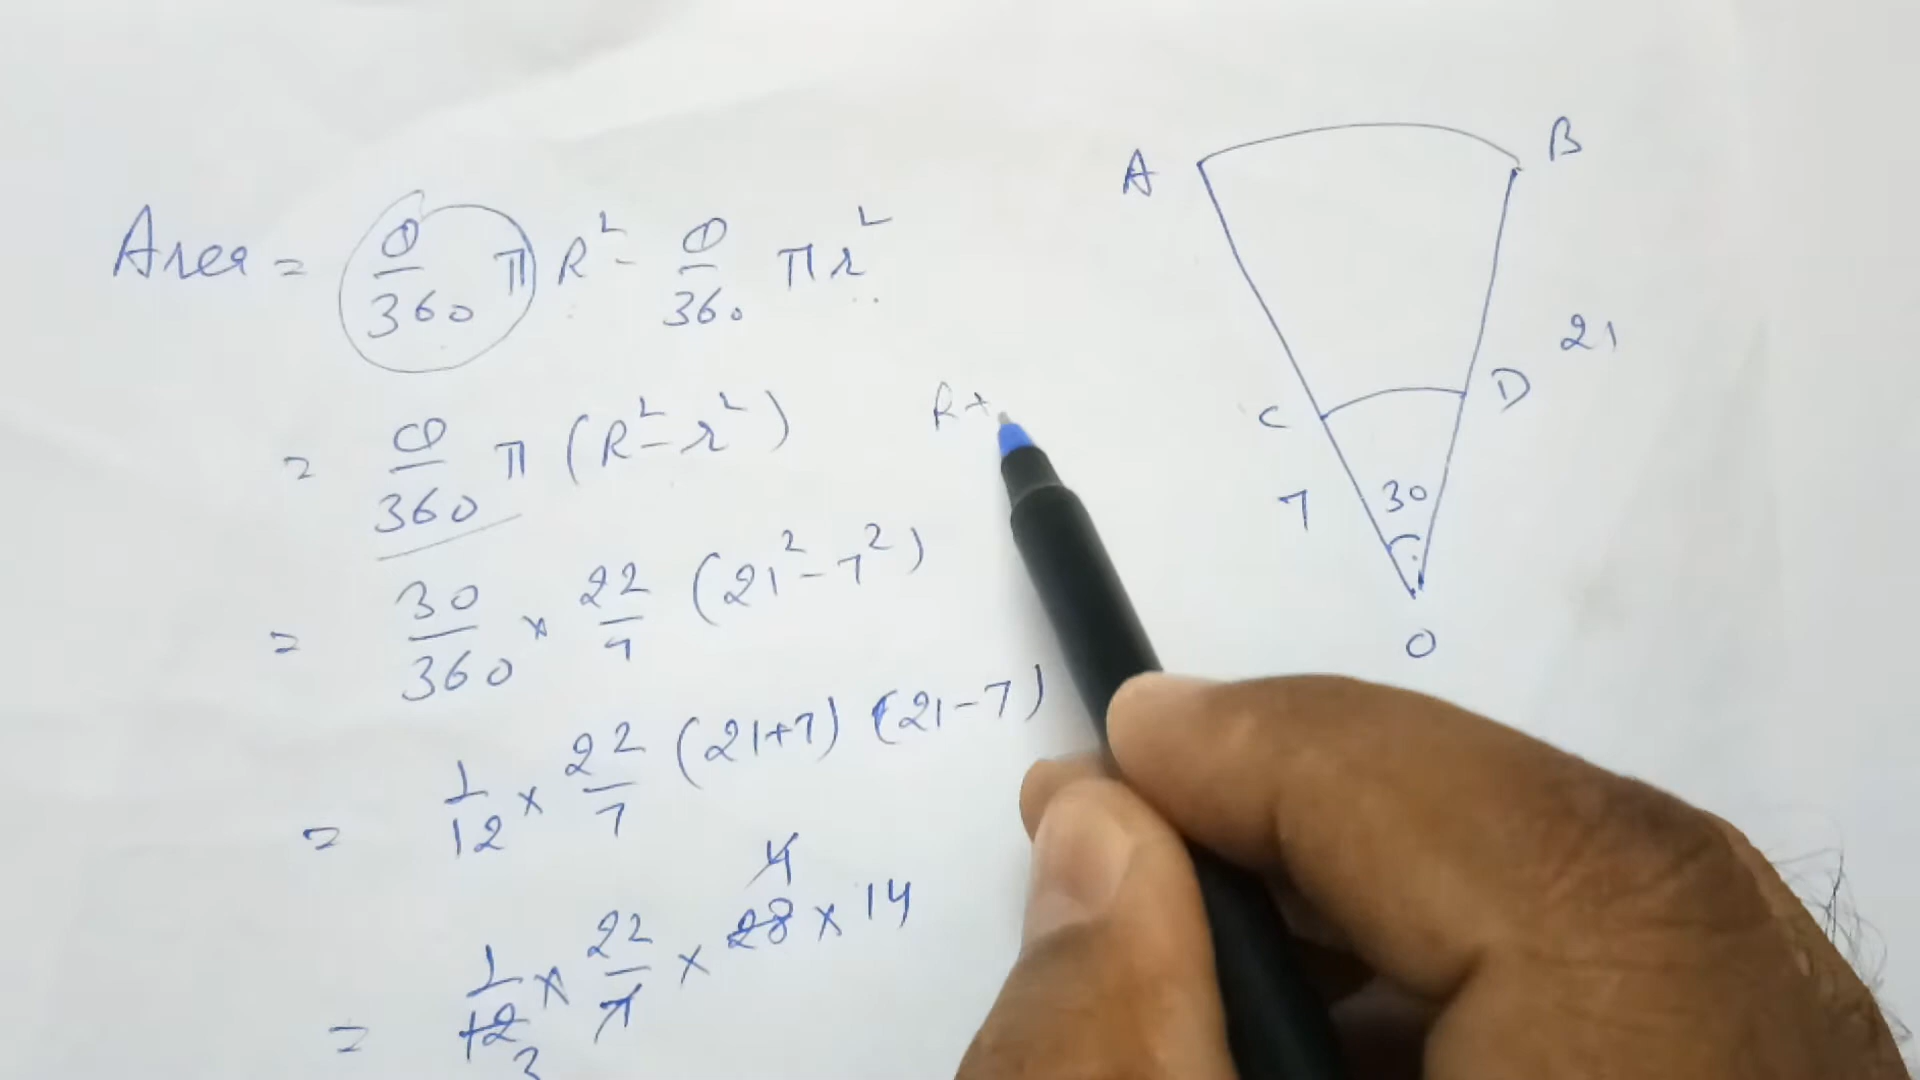 Area = θ/360 π R² - θ/360 π r²
= θ/360 π (R² - r²)
R +
= 30/360 × 22/7 (21² - 7²)
= 1/12 × 22/7 (21+7) (21-7)
4
= 1/12 × 22/7 × 28 × 14
3
A
B
21
C
D
7
30
O